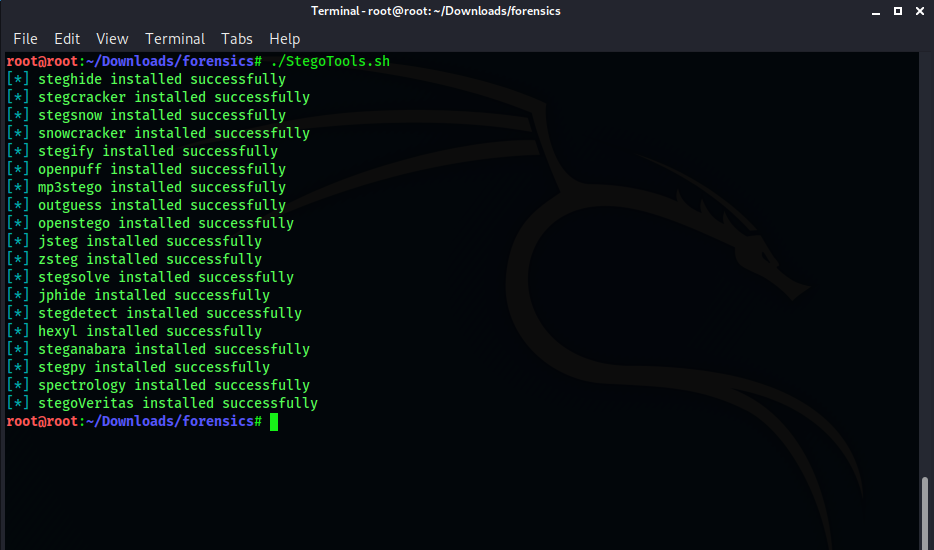 Terminal - root@root: ~/Downloads/forensics
File Edit View Terminal Tabs Help
root@root:~/Downloads/forensics# ./StegoTools.sh
[*] steghide installed successfully
[*] stegcracker installed successfully
[*] stegsnow installed successfully
[*] snowcracker installed successfully
[*] stegify installed successfully
[*] openpuff installed successfully
[*] mp3stego installed successfully
[*] outguess installed successfully
[*] openstego installed successfully
[*] jsteg installed successfully
[*] zsteg installed successfully
[*] stegsolve installed successfully
[*] jphide installed successfully
[*] stegdetect installed successfully
[*] hexyl installed successfully
[*] steganabara installed successfully
[*] stegpy installed successfully
[*] spectrology installed successfully
[*] stegoVeritas installed successfully
root@root:~/Downloads/forensics#